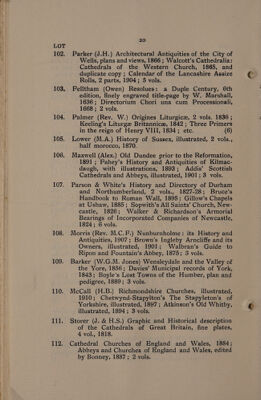 20
LOT
102. Parker (J.H.) Architectural Antiquities of the City of
Wells, plans and views, 1866; Walcott's Cathedralia:
Cathedrals of the Western Church, 1865, and
duplicate copy; Calendar of the Lancashire Assize
Rolls, 2 parts, 1904; 5 vols.
103. Pelltham (Owen) Resolues: a Duple Century, 6th
edition, finely engraved title-page by W. Marshall,
1636; Directorium Chori una cum Processionali,
1668; 2 vols.
104. Palmer (Rev. W.) Origines Liturgicæ, 2 vols. 1836;
Keeling's Liturgæ Britannicæ, 1842; Three Primers
in the reign of Henry VIII, 1834; etc. (6)
105. Lower (M.A.) History of Sussex, illustrated, 2 vols.,
half morocco, 1870.
106. Maxwell (Alex.) Old Dundee prior to the Reformation,
1891; Fahey's History and Antiquities of Kilmac-
daugh, with illustrations, 1893; Addis' Scottish
Cathedrals and Abbeys, illustrated, 1901; 3 vols.
107. Parson & White's History and Directory of Durham
and Northumberland, 2 vols., 1827-28; Bruce's
Handbook to Roman Wall, 1895; Gillow's Chapels
at Ushaw, 1885; Sopwith's All Saints' Church, New-
castle, 1826; Walker & Richardson's Armorial
Bearings of Incorporated Companies of Newcastle,
1824; 6 vols.
108. Morris (Rev. M.C.F.) Nunburnholme: its History and
Antiquities, 1907; Brown's Ingleby Arncliffe and its
Owners, illustrated, 1901; Walbran's Guide to
Ripon and Fountain's Abbey, 1875; 3 vols.
109. Barker (W.G.M. Jones) Wensleydale and the Valley of
the Yore, 1856; Davies' Municipal records of York,
1843; Boyle's Lost Towns of the Humber, plan and
pedigree, 1889; 3 vols.
110. McCall (H.B.) Richmondshire Churches, illustrated,
1910; Chetwynd-Stapylton's The Stapyletons of
Yorkshire, illustrated, 1897; Atkinson's Old Whitby,
illustrated, 1894; 3 vols.
111. Storer (J. & H.S.) Graphic and Historical description
of the Cathedrals of Great Britain, fine plates,
4 vol., 1818.
112. Cathedral Churches of England and Wales, 1884;
Abbeys and Churches of England and Wales, edited
by Bonney, 1887; 2 vols.